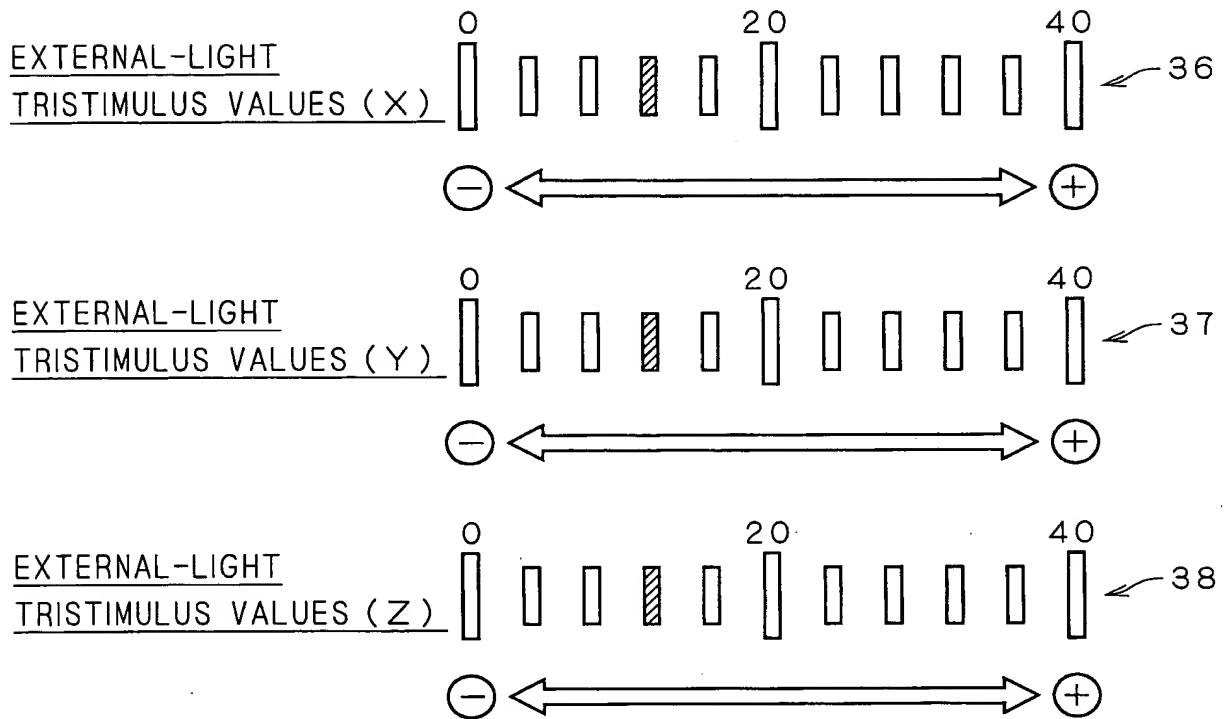 0 20 40
EXTERNAL-LIGHT
TRISTIMULUS VALUES (X)
36
− +
0 20 40
EXTERNAL-LIGHT
TRISTIMULUS VALUES (Y)
37
− +
0 20 40
EXTERNAL-LIGHT
TRISTIMULUS VALUES (Z)
38
− +